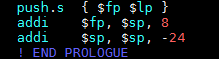 push.s  { $fp $lp }
addi    $fp, $sp, 8
addi    $sp, $sp, -24
! END PROLOGUE